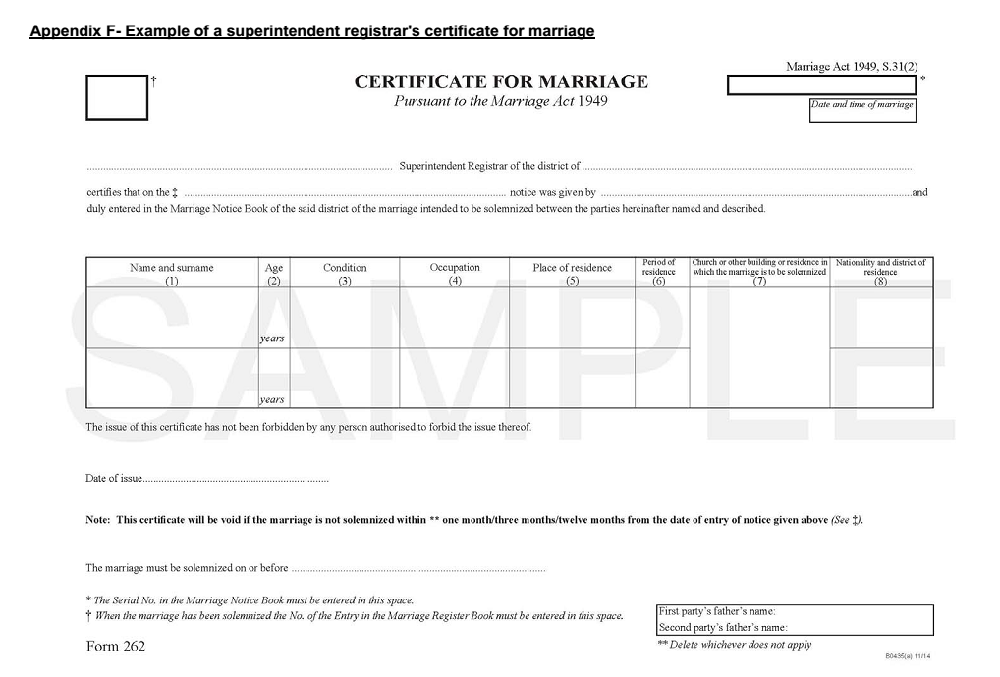 Appendix F- Example of a superintendent registrar's certificate for marriage
Marriage Act 1949, S.31(2)
†
CERTIFICATE FOR MARRIAGE
*
Pursuant to the Marriage Act 1949
Date and time of marriage
.................... Superintendent Registrar of the district of ....................
certifies that on the ‡ .................... notice was given by ....................and
duly entered in the Marriage Notice Book of the said district of the marriage intended to be solemnized between the parties hereinafter named and described.
Name and surname
(1)
Age
(2)
Condition
(3)
Occupation
(4)
Place of residence
(5)
Period of
residence
(6)
Church or other building or residence in
which the marriage is to be solemnized
(7)
Nationality and district of
residence
(8)
years
years
SAMPLE
The issue of this certificate has not been forbidden by any person authorised to forbid the issue thereof.
Date of issue....................
Note: This certificate will be void if the marriage is not solemnized within ** one month/three months/twelve months from the date of entry of notice given above (See ‡).
The marriage must be solemnized on or before ....................
* The Serial No. in the Marriage Notice Book must be entered in this space.
† When the marriage has been solemnized the No. of the Entry in the Marriage Register Book must be entered in this space.
First party's father's name:
Second party's father's name:
Form 262
** Delete whichever does not apply
B0435(a) 11/14